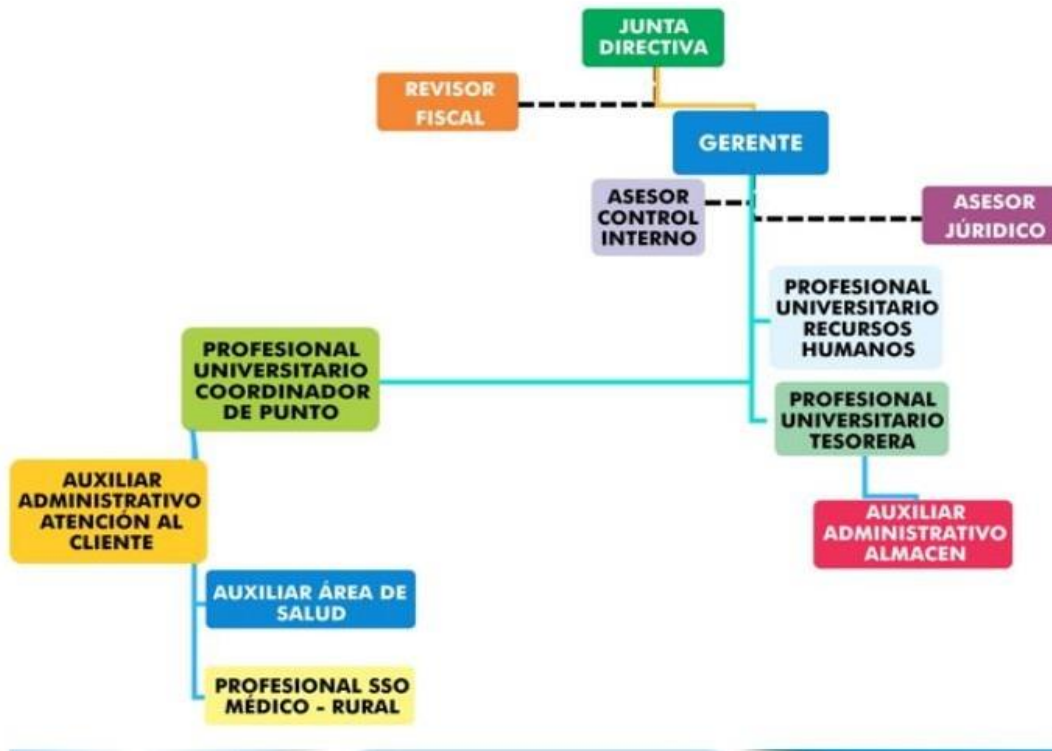 JUNTA
DIRECTIVA
REVISOR
FISCAL
GERENTE
ASESOR
CONTROL
INTERNO
ASESOR
JÚRIDICO
PROFESIONAL
UNIVERSITARIO
RECURSOS
HUMANOS
PROFESIONAL
UNIVERSITARIO
COORDINADOR
DE PUNTO
PROFESIONAL
UNIVERSITARIO
TESORERA
AUXILIAR
ADMINISTRATIVO
ATENCIÓN AL
CLIENTE
AUXILIAR
ADMINISTRATIVO
ALMACEN
AUXILIAR ÁREA DE
SALUD
PROFESIONAL SSO
MÉDICO - RURAL